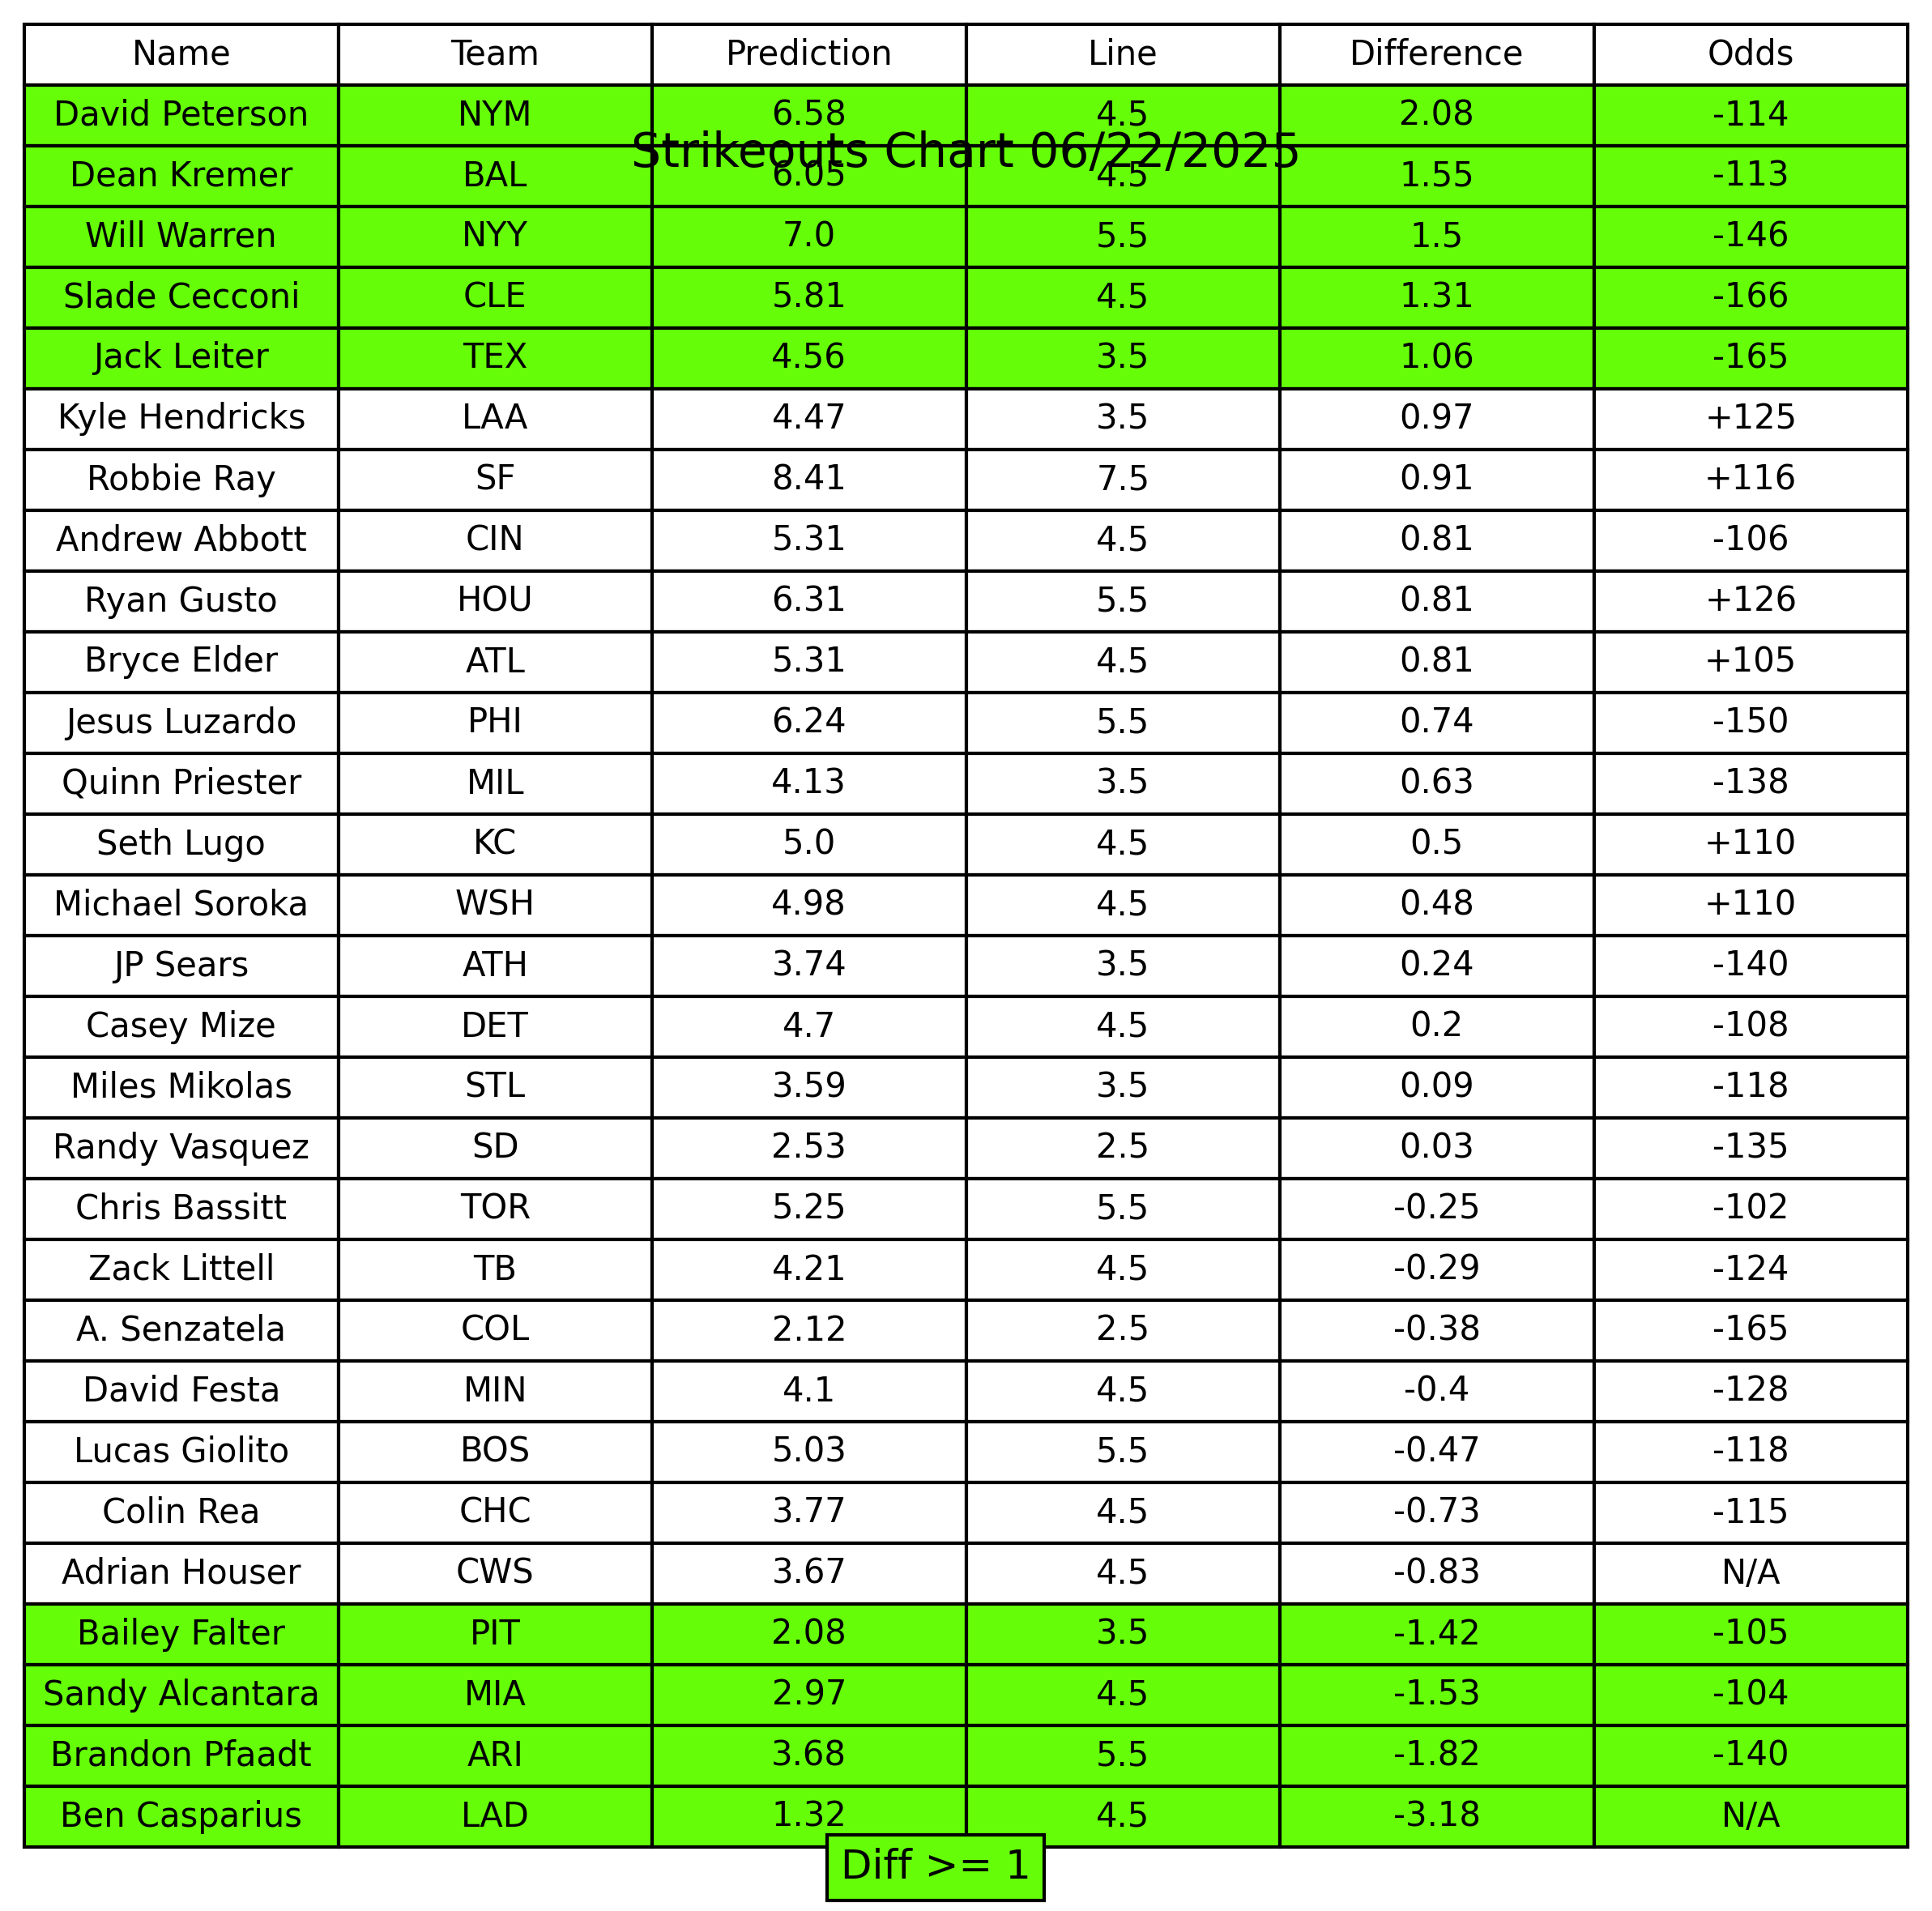 Name Team Prediction Line Difference Odds
David Peterson NYM 6.58 4.5 2.08 -114
Strikeouts Chart 06/22/2025
Dean Kremer BAL 6.05 4.5 1.55 -113
Will Warren NYY 7.0 5.5 1.5 -146
Slade Cecconi CLE 5.81 4.5 1.31 -166
Jack Leiter TEX 4.56 3.5 1.06 -165
Kyle Hendricks LAA 4.47 3.5 0.97 +125
Robbie Ray SF 8.41 7.5 0.91 +116
Andrew Abbott CIN 5.31 4.5 0.81 -106
Ryan Gusto HOU 6.31 5.5 0.81 +126
Bryce Elder ATL 5.31 4.5 0.81 +105
Jesus Luzardo PHI 6.24 5.5 0.74 -150
Quinn Priester MIL 4.13 3.5 0.63 -138
Seth Lugo KC 5.0 4.5 0.5 +110
Michael Soroka WSH 4.98 4.5 0.48 +110
JP Sears ATH 3.74 3.5 0.24 -140
Casey Mize DET 4.7 4.5 0.2 -108
Miles Mikolas STL 3.59 3.5 0.09 -118
Randy Vasquez SD 2.53 2.5 0.03 -135
Chris Bassitt TOR 5.25 5.5 -0.25 -102
Zack Littell TB 4.21 4.5 -0.29 -124
A. Senzatela COL 2.12 2.5 -0.38 -165
David Festa MIN 4.1 4.5 -0.4 -128
Lucas Giolito BOS 5.03 5.5 -0.47 -118
Colin Rea CHC 3.77 4.5 -0.73 -115
Adrian Houser CWS 3.67 4.5 -0.83 N/A
Bailey Falter PIT 2.08 3.5 -1.42 -105
Sandy Alcantara MIA 2.97 4.5 -1.53 -104
Brandon Pfaadt ARI 3.68 5.5 -1.82 -140
Ben Casparius LAD 1.32 4.5 -3.18 N/A
Diff >= 1